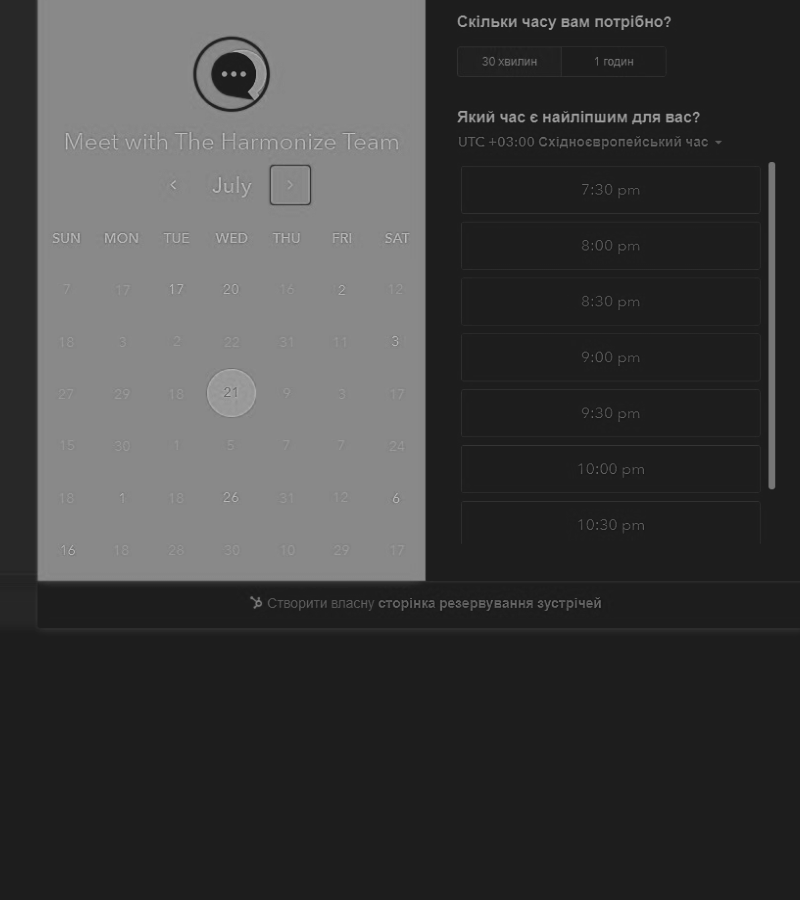 Meet with The Harmonize Team
July
SUN MON TUE WED THU FRI SAT
7 17 17 20 16 2 12
18 3 2 22 31 11 3
27 29 18 21 9 3 17
15 30 1 5 7 7 24
18 1 18 26 31 12 6
16 18 28 30 10 29 17
Скільки часу вам потрібно?
30 хвилин 1 годин
Який час є найліпшим для вас?
UTC +03:00 Східноєвропейський час
7:30 pm
8:00 pm
8:30 pm
9:00 pm
9:30 pm
10:00 pm
10:30 pm
Створити власну сторінка резервування зустрічей